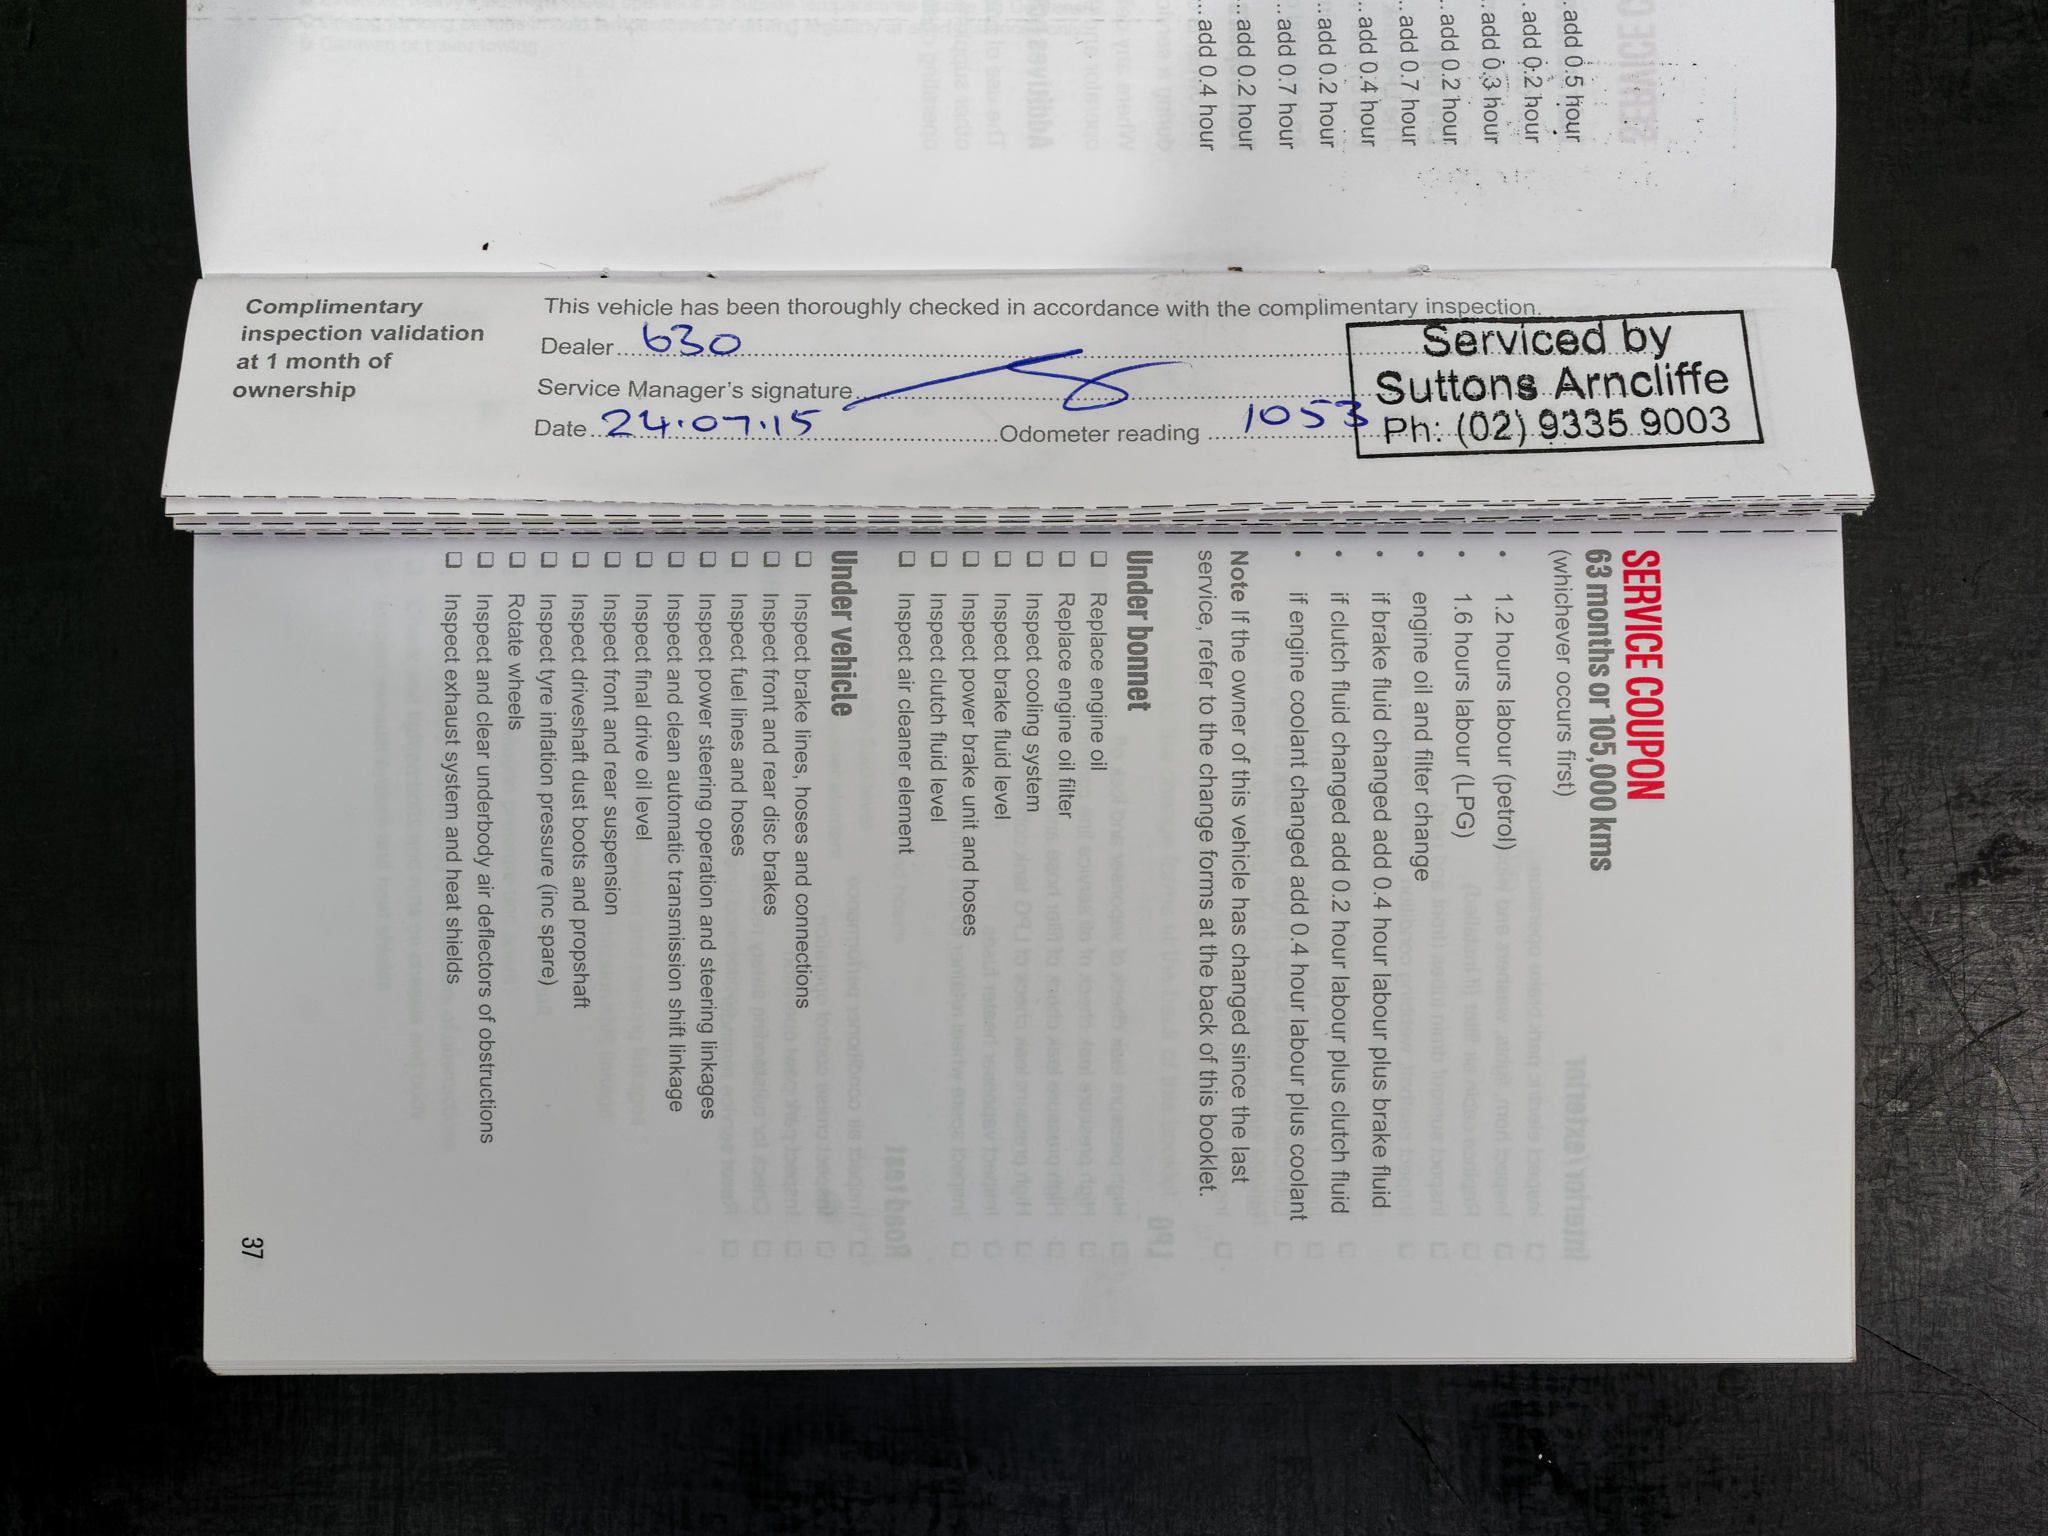 ...add 0.4 hour
...add 0.2 hour
...add 0.7 hour
...add 0.2 hour
...add 0.4 hour
...add 0.7 hour
...add 0.2 hour
...add 0.3 hour
...add 0.2 hour
...add 0.5 hour
Complimentary
inspection validation
at 1 month of
ownership
This vehicle has been thoroughly checked in accordance with the complimentary inspection.
Dealer 630
Service Manager's signature
Date 24.07.15 Odometer reading 1053
Serviced by
Suttons Arncliffe
Ph: (02) 9335 9003
SERVICE COUPON
63 months or 105,000 kms
(whichever occurs first)
• 1.2 hours labour (petrol)
• 1.6 hours labour (LPG)
• engine oil and filter change
• if brake fluid changed add 0.4 hour labour plus brake fluid
• if clutch fluid changed add 0.2 hour labour plus clutch fluid
• if engine coolant changed add 0.4 hour labour plus coolant
Note If the owner of this vehicle has changed since the last
service, refer to the change forms at the back of this booklet.
Under bonnet
❑ Replace engine oil
❑ Replace engine oil filter
❑ Inspect cooling system
❑ Inspect brake fluid level
❑ Inspect power brake unit and hoses
❑ Inspect clutch fluid level
❑ Inspect air cleaner element
Under vehicle
❑ Inspect brake lines, hoses and connections
❑ Inspect front and rear disc brakes
❑ Inspect fuel lines and hoses
❑ Inspect power steering operation and steering linkages
❑ Inspect and clean automatic transmission shift linkage
❑ Inspect final drive oil level
❑ Inspect front and rear suspension
❑ Inspect driveshaft dust boots and propshaft
❑ Inspect tyre inflation pressure (inc spare)
❑ Rotate wheels
❑ Inspect and clear underbody air deflectors of obstructions
❑ Inspect exhaust system and heat shields
37